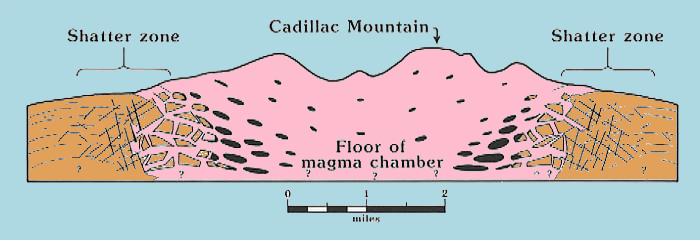 Cadillac Mountain
Shatter zone
Shatter zone
Floor of
magma chamber
? ? ? ? ? ? ? ?
0 1 2
miles